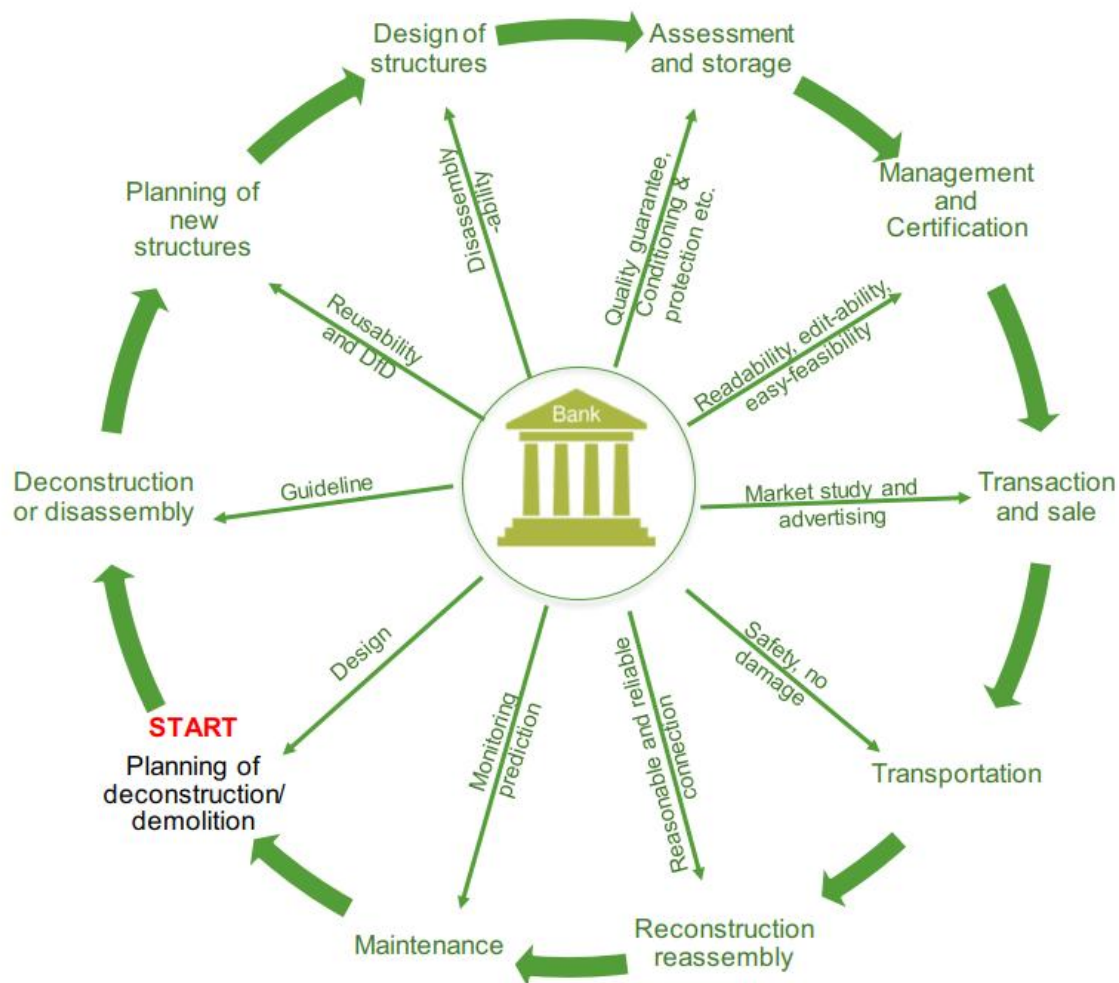 Design of
structures
Assessment
and storage
Management
and
Certification
Transaction
and sale
Transportation
Reconstruction
reassembly
Maintenance
START
Planning of
deconstruction/
demolition
Deconstruction
or disassembly
Planning of
new
structures
Disassembly
-ability
Quality guarantee,
Conditioning &
protection etc.
Readability, edit-ability,
easy-feasibility
Market study and
advertising
Safety, no
damage
Reasonable and reliable
connection
Monitoring
prediction
Design
Guideline
Reusability
and DfD
Bank